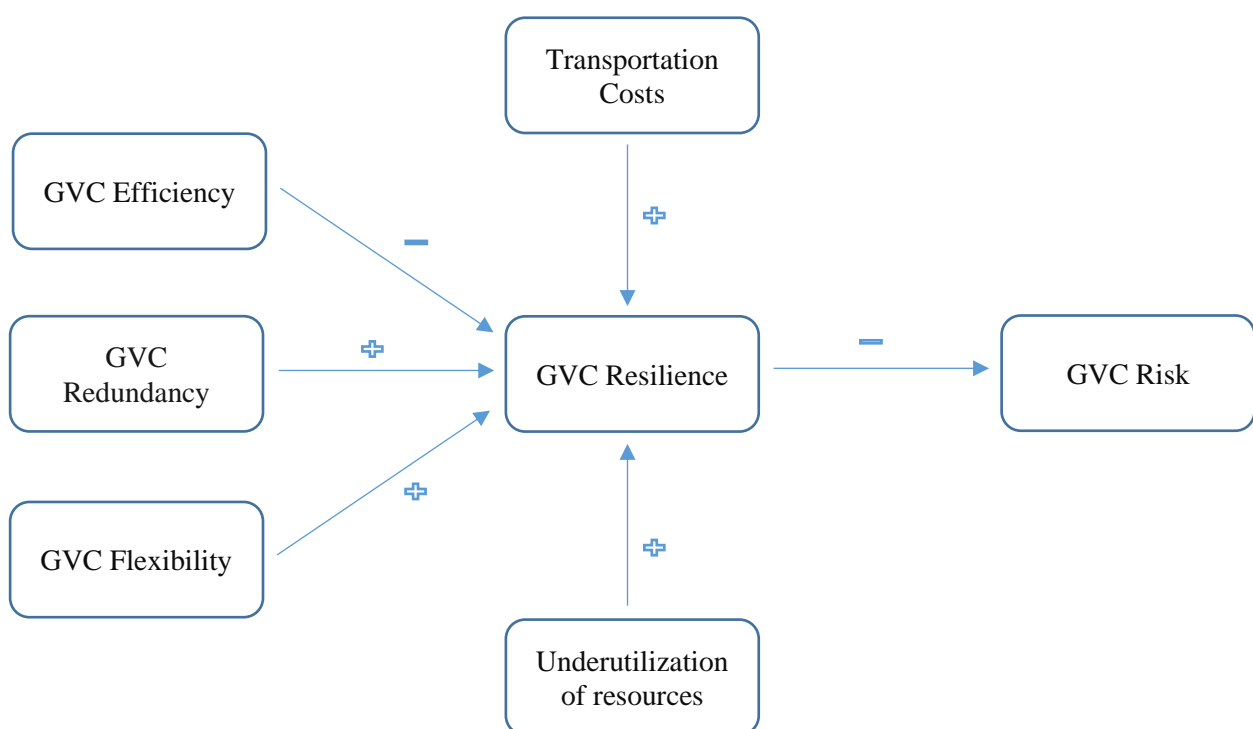 Transportation
Costs
GVC Efficiency
GVC
Redundancy
GVC Resilience
GVC Risk
GVC Flexibility
Underutilization
of resources